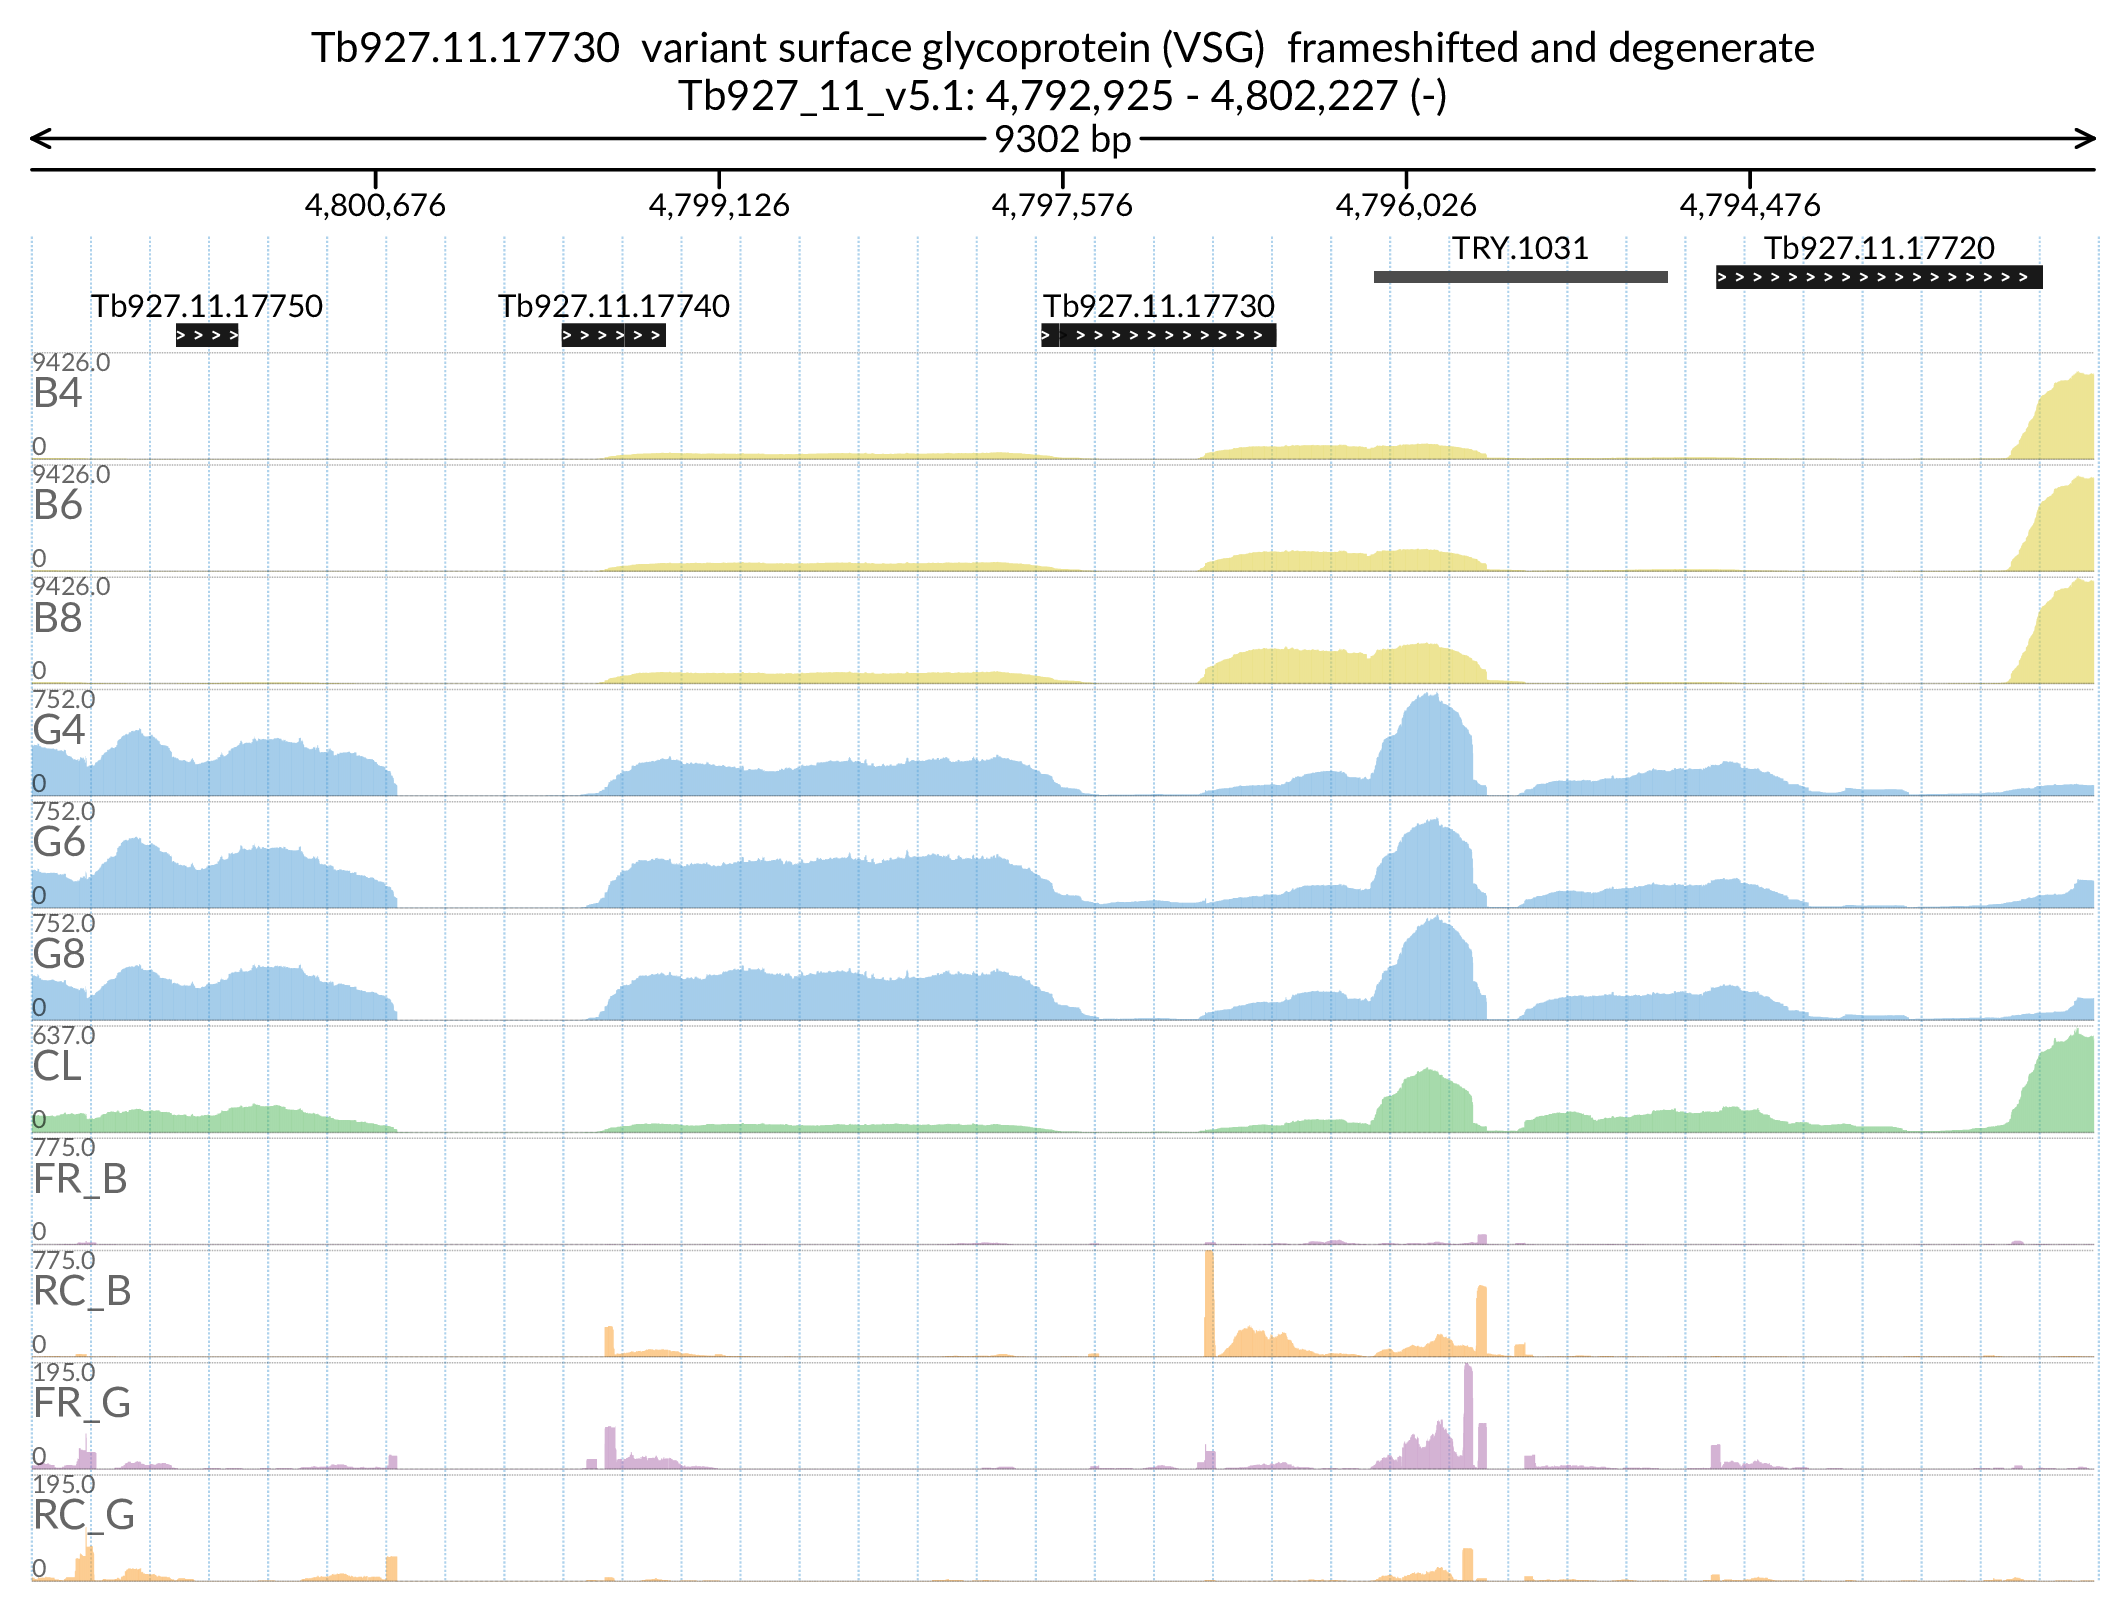 Tb927.11.17730  variant surface glycoprotein (VSG)  frameshifted and degenerate
Tb927_11_v5.1: 4,792,925 - 4,802,227 (-)
9302 bp
4,800,676 4,799,126 4,797,576 4,796,026 4,794,476
TRY.1031 Tb927.11.17720
Tb927.11.17750 Tb927.11.17740 Tb927.11.17730
9426.0
B4
0
9426.0
B6
0
9426.0
B8
0
752.0
G4
0
752.0
G6
0
752.0
G8
0
637.0
CL
0
775.0
FR_B
0
775.0
RC_B
0
195.0
FR_G
0
195.0
RC_G
0